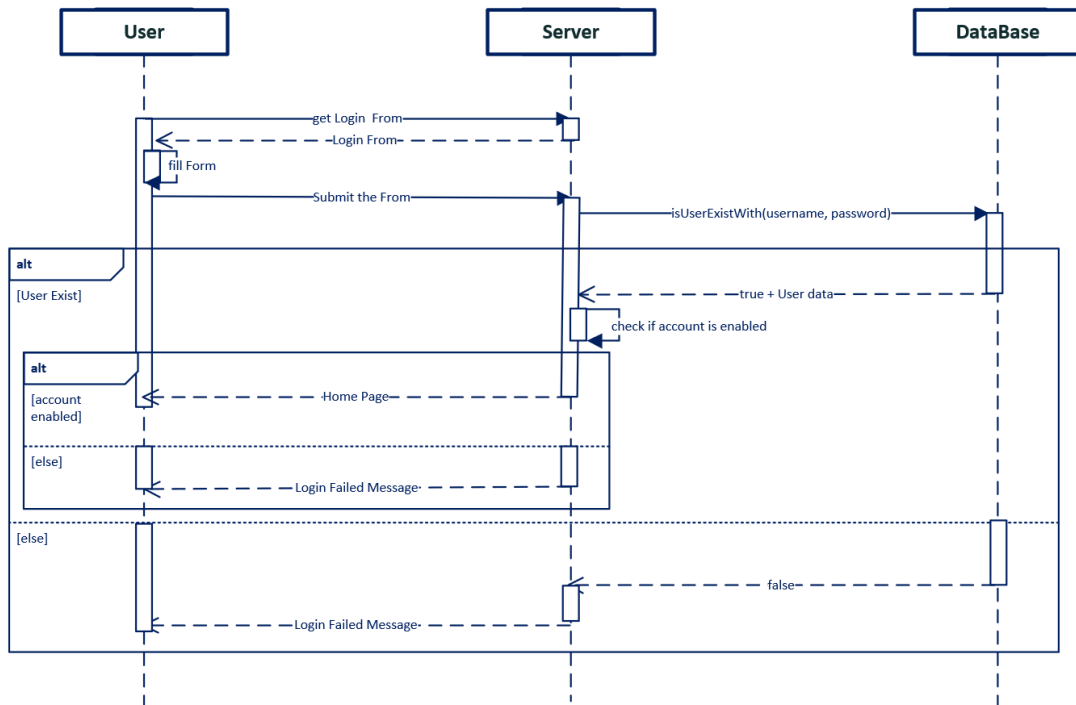 User
Server
DataBase
get Login From
Login From
fill Form
Submit the From
isUserExistWith(username, password)
alt
[User Exist]
true + User data
check if account is enabled
alt
[account
enabled]
Home Page
[else]
Login Failed Message
[else]
false
Login Failed Message